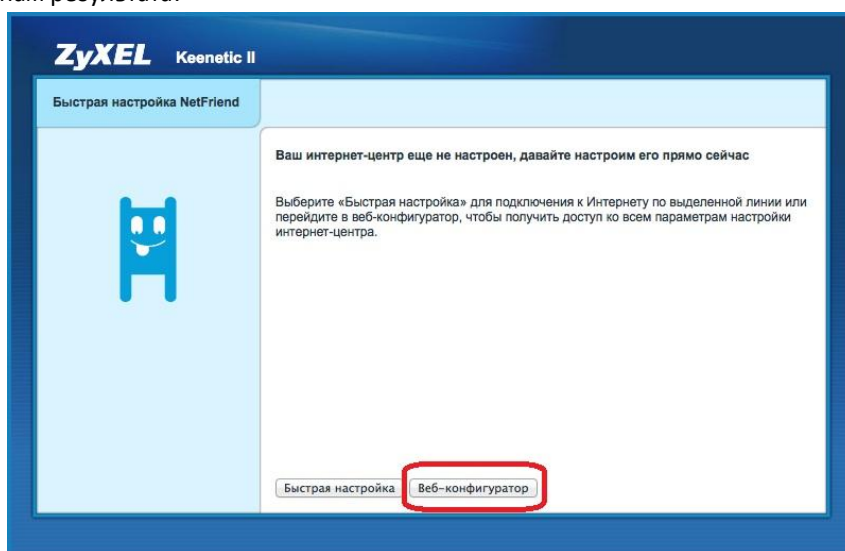 ZyXEL Keenetic II
Быстрая настройка NetFriend
Ваш интернет-центр еще не настроен, давайте настроим его прямо сейчас
Выберите «Быстрая настройка» для подключения к Интернету по выделенной линии или
перейдите в веб-конфигуратор, чтобы получить доступ ко всем параметрам настройки
интернет-центра.
Быстрая настройка Веб-конфигуратор